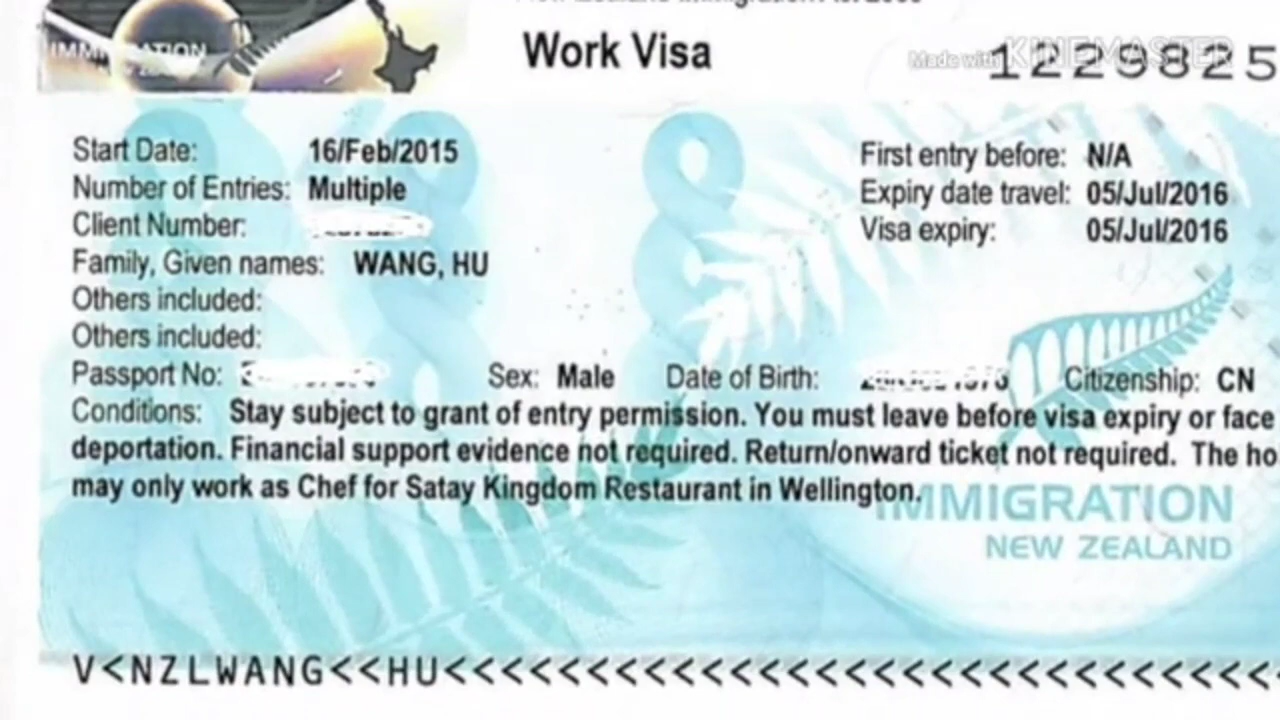 Work Visa
Made with KINEMASTER
1229825
IMMIGRATION
Start Date: 16/Feb/2015
First entry before: N/A
Number of Entries: Multiple
Expiry date travel: 05/Jul/2016
Client Number:
Visa expiry: 05/Jul/2016
Family, Given names: WANG, HU
Others included:
Others included:
Passport No: Sex: Male Date of Birth: Citizenship: CN
Conditions: Stay subject to grant of entry permission. You must leave before visa expiry or face
deportation. Financial support evidence not required. Return/onward ticket not required. The ho
may only work as Chef for Satay Kingdom Restaurant in Wellington.
IMMIGRATION
NEW ZEALAND
V<NZLWANG<<HU<<<<<<<<<<<<<<<<<<<<<<<<<<<<<<<